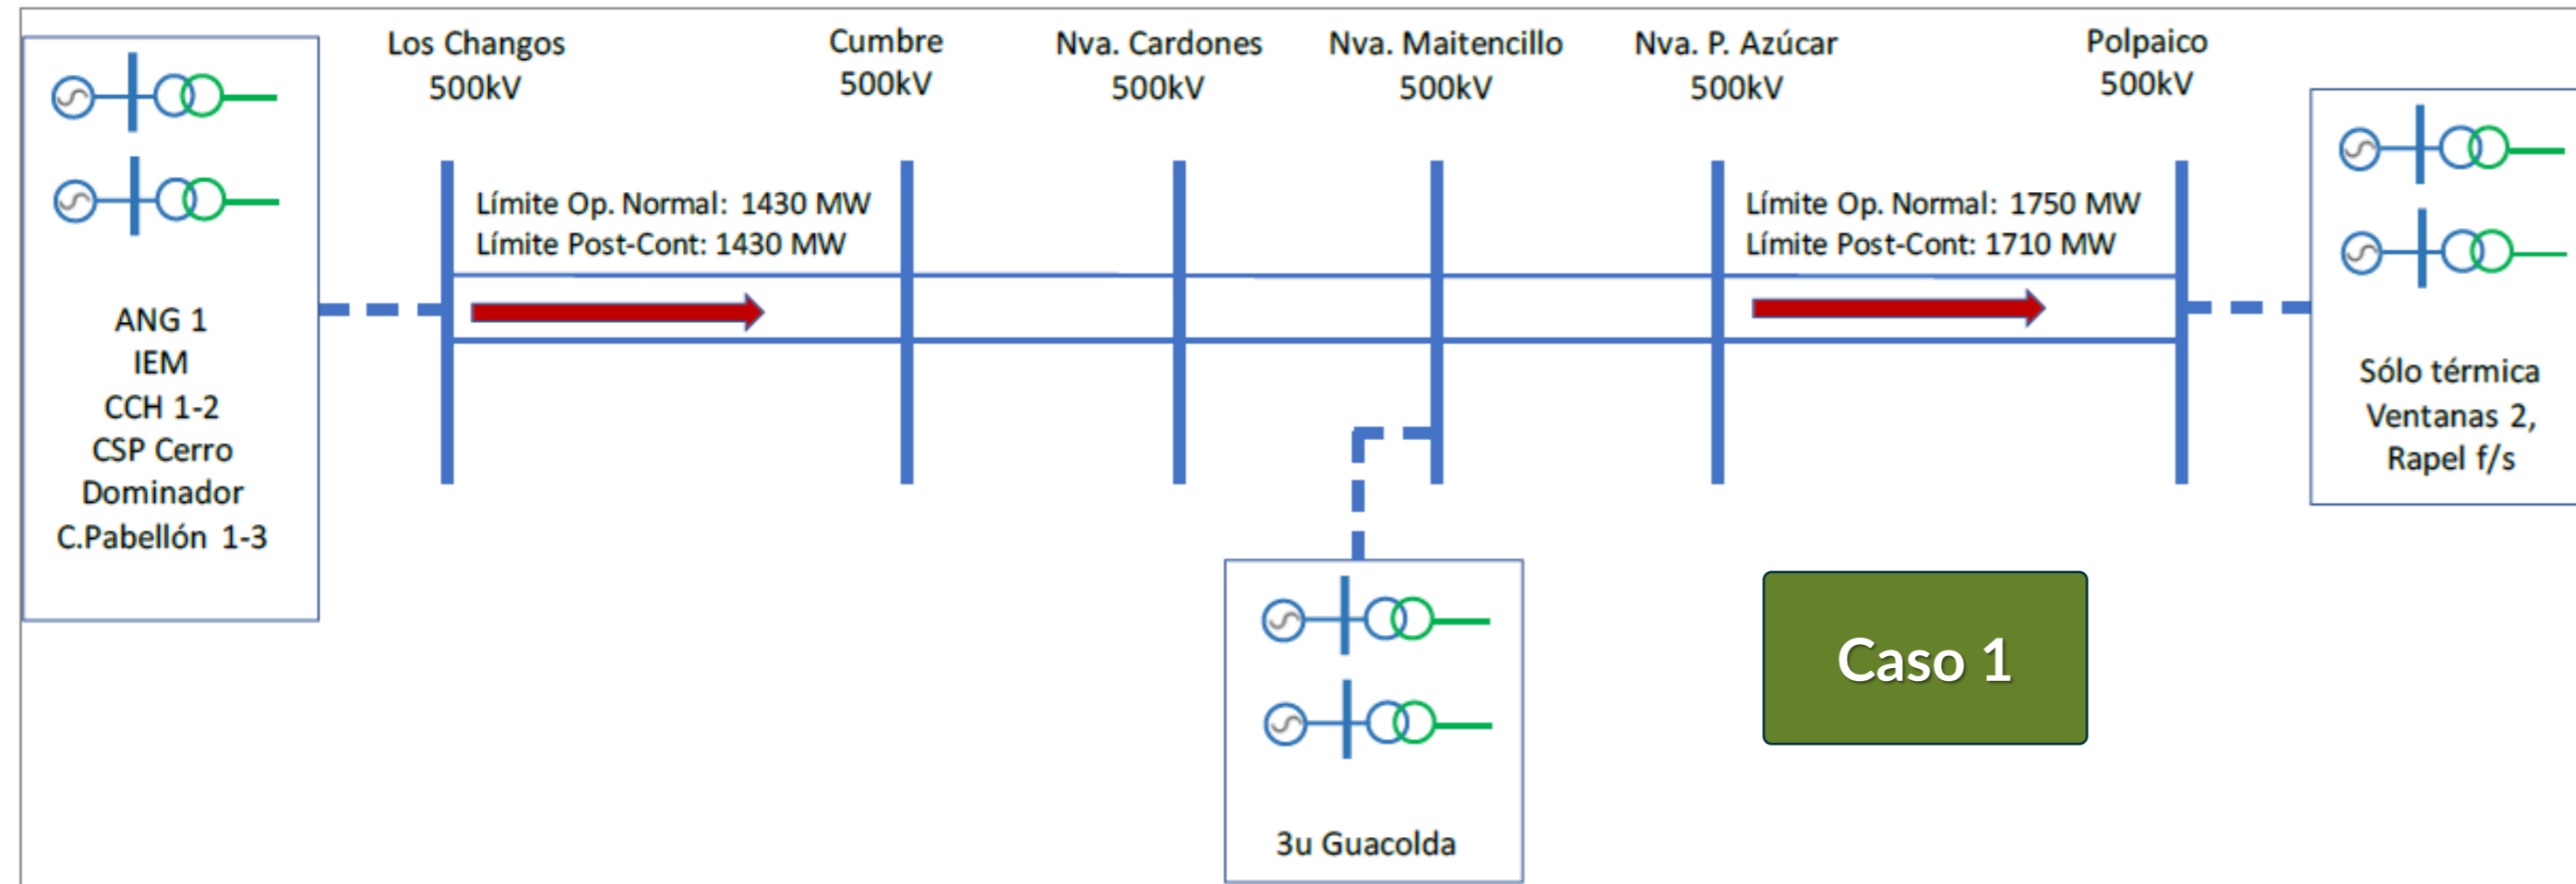 Los Changos
500kV
Cumbre
500kV
Nva. Cardones
500kV
Nva. Maitencillo
500kV
Nva. P. Azúcar
500kV
Polpaico
500kV
Límite Op. Normal: 1430 MW
Límite Post-Cont: 1430 MW
Límite Op. Normal: 1750 MW
Límite Post-Cont: 1710 MW
ANG 1
IEM
CCH 1-2
CSP Cerro
Dominador
C.Pabellón 1-3
Sólo térmica
Ventanas 2,
Rapel f/s
Caso 1
3u Guacolda